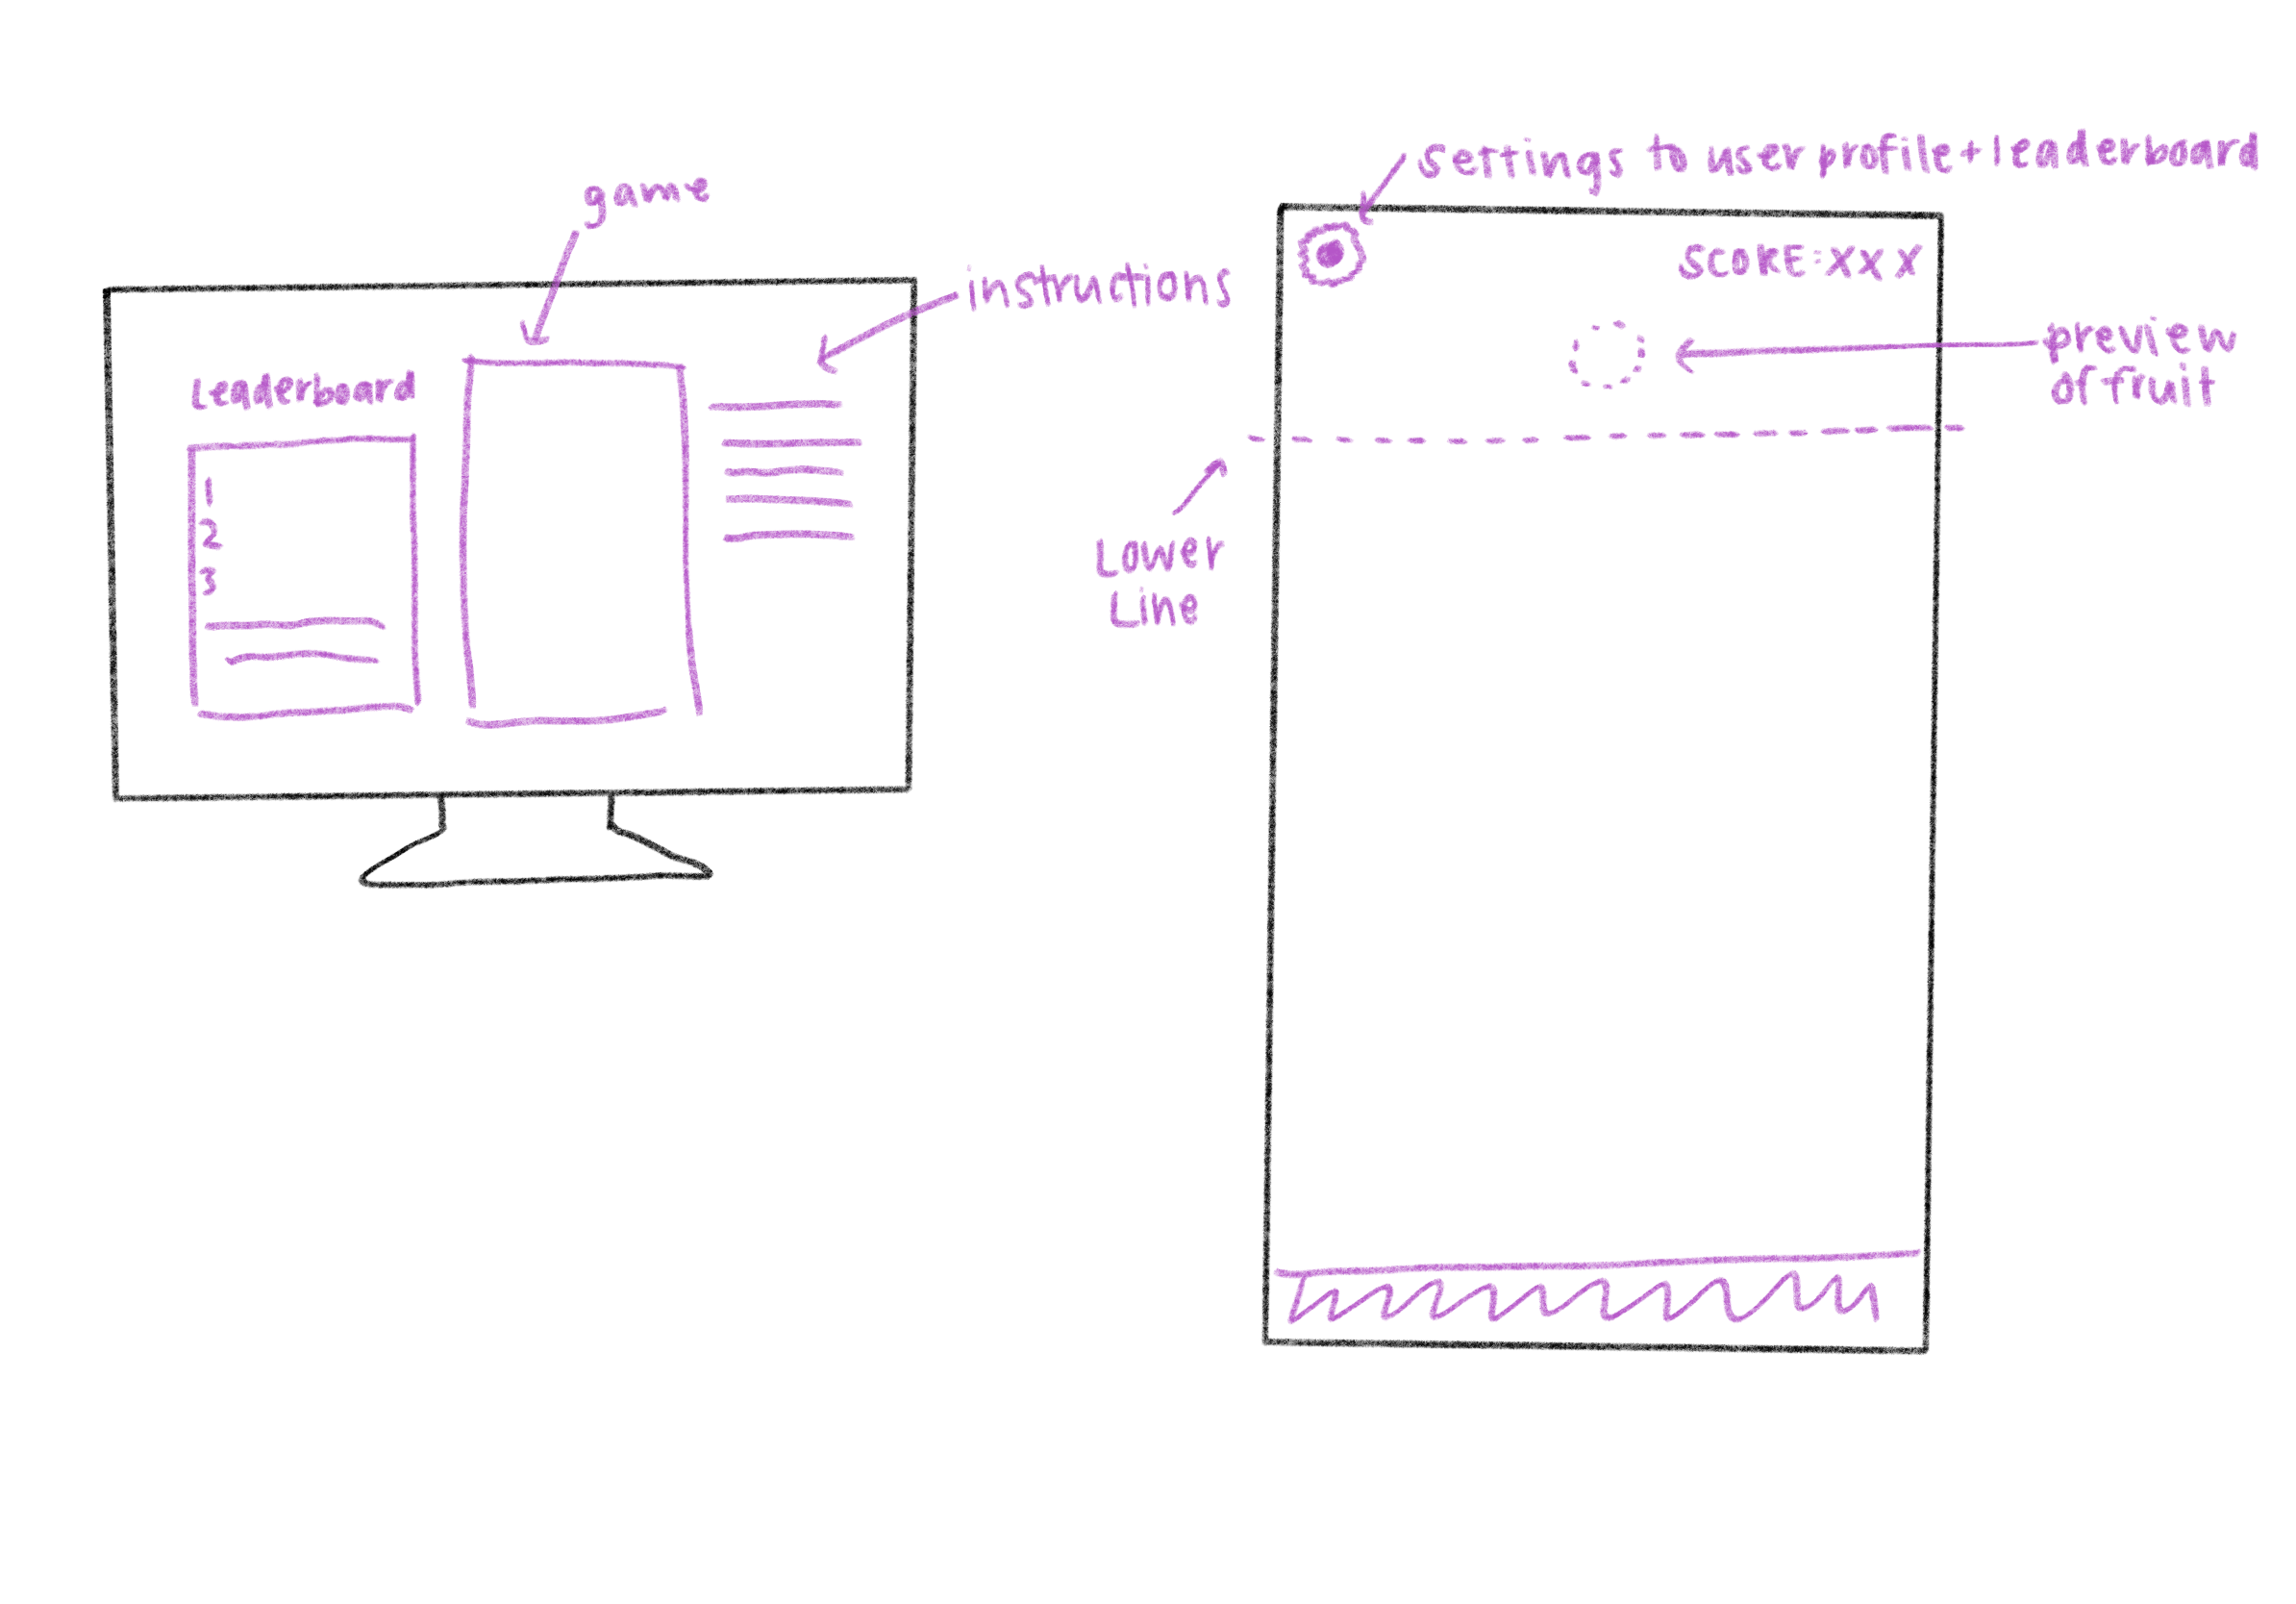 game
instructions
Leaderboard
1
2
3
settings to user profile + leaderboard
SCORE: XXX
preview
of fruit
Lower
Line